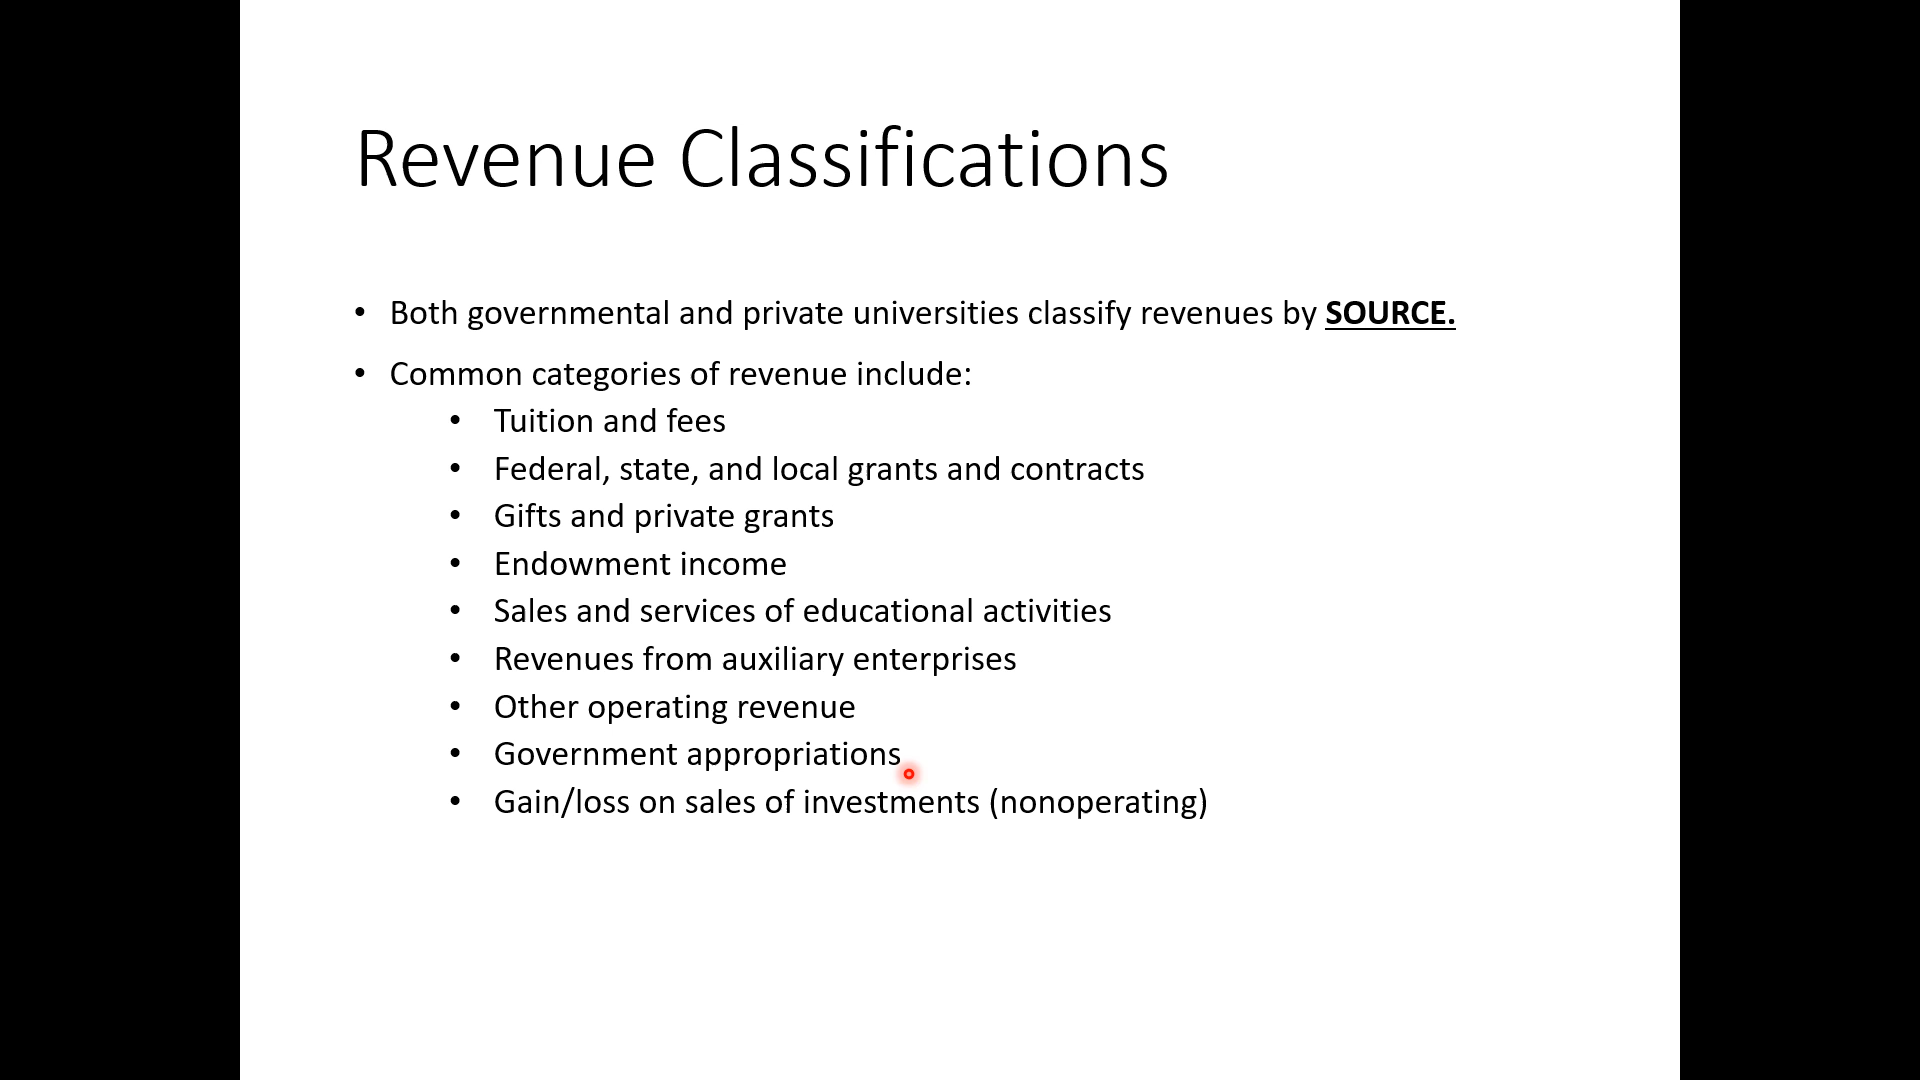 Revenue Classifications
• Both governmental and private universities classify revenues by SOURCE.
• Common categories of revenue include:
• Tuition and fees
• Federal, state, and local grants and contracts
• Gifts and private grants
• Endowment income
• Sales and services of educational activities
• Revenues from auxiliary enterprises
• Other operating revenue
• Government appropriations
• Gain/loss on sales of investments (nonoperating)